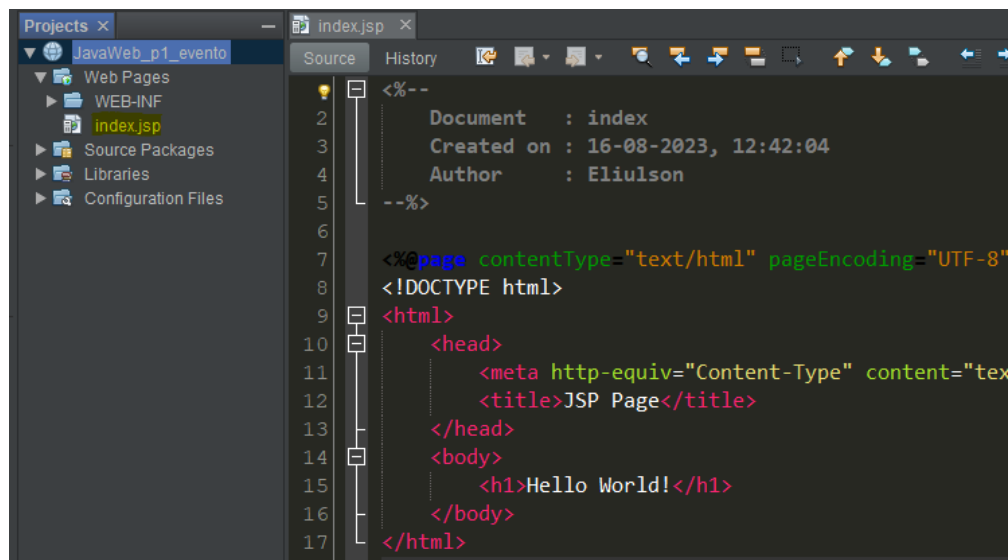 Projects
JavaWeb_p1_evento
Web Pages
WEB-INF
index.jsp
Source Packages
Libraries
Configuration Files
index.jsp
Source History
<%--
2 Document : index
3 Created on : 16-08-2023, 12:42:04
4 Author : Eliulson
5 --%>
6
7 <%@page contentType="text/html" pageEncoding="UTF-8"
8 <!DOCTYPE html>
9 <html>
10 <head>
11 <meta http-equiv="Content-Type" content="tex
12 <title>JSP Page</title>
13 </head>
14 <body>
15 <h1>Hello World!</h1>
16 </body>
17 </html>